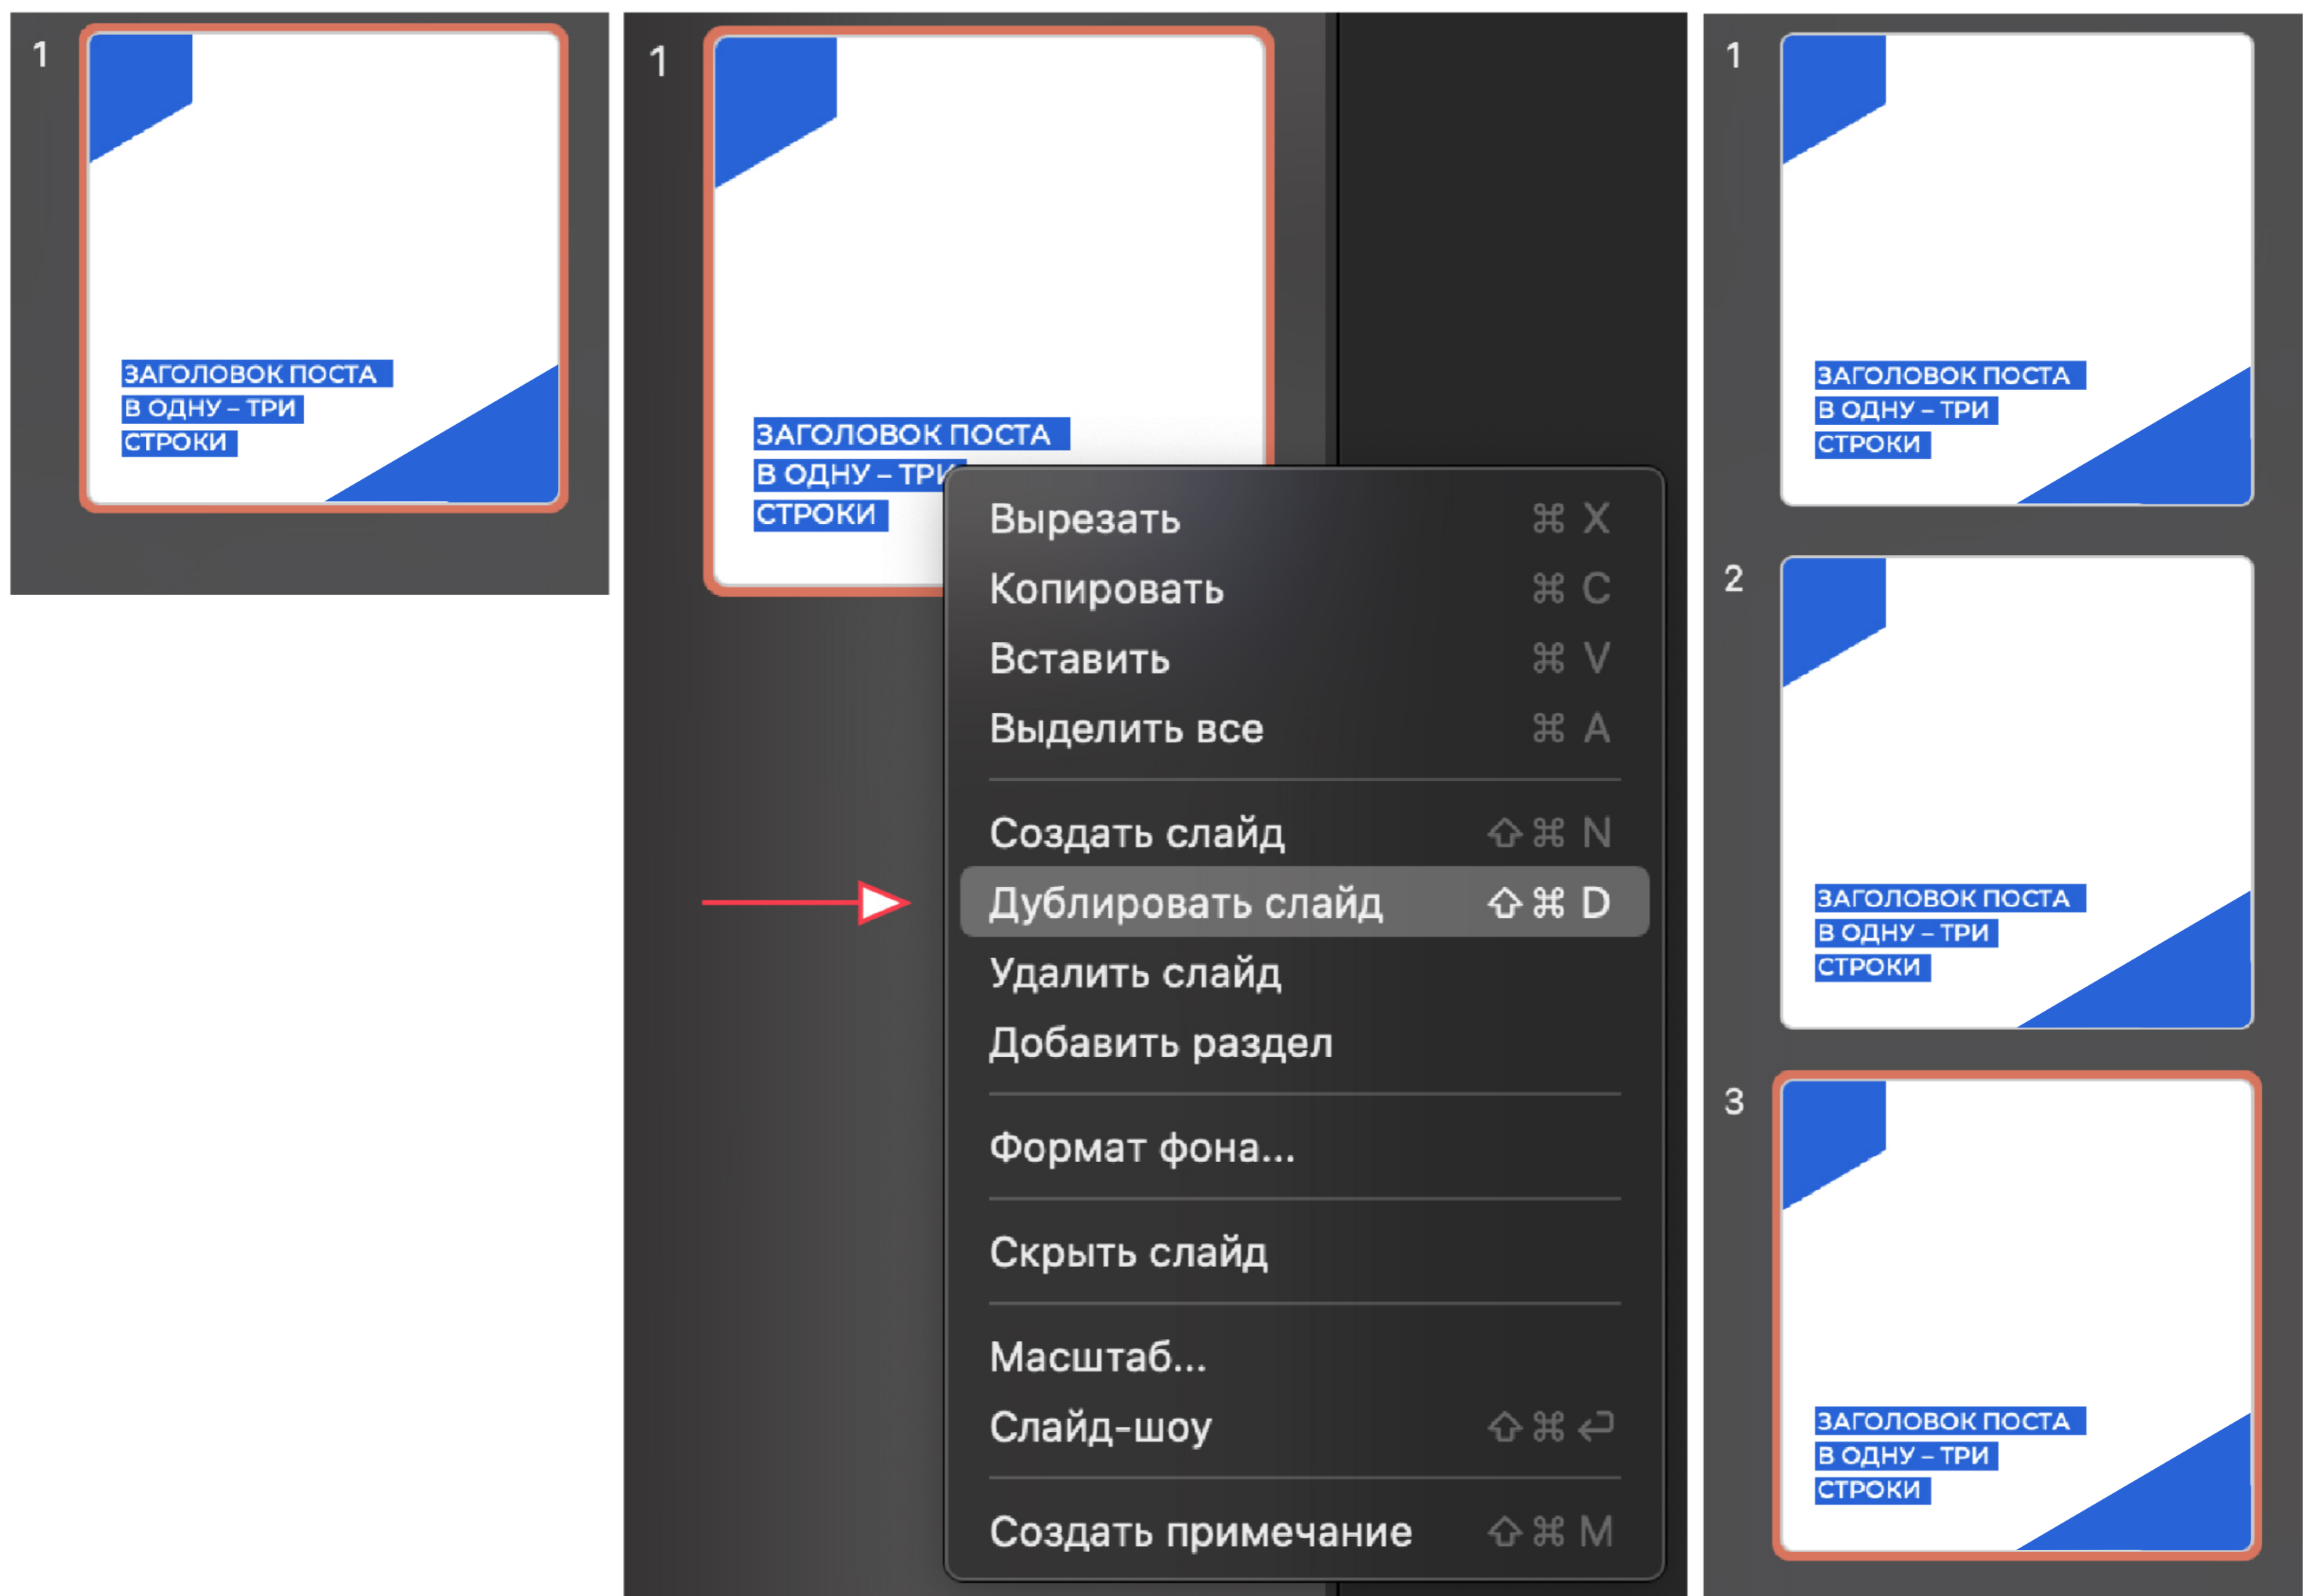 1
ЗАГОЛОВОК ПОСТА
В ОДНУ – ТРИ
СТРОКИ
1
ЗАГОЛОВОК ПОСТА
В ОДНУ – ТРИ
СТРОКИ
Вырезать ⌘ X
Копировать ⌘ C
Вставить ⌘ V
Выделить все ⌘ A
Создать слайд ⇧ ⌘ N
Дублировать слайд ⇧ ⌘ D
Удалить слайд
Добавить раздел
Формат фона...
Скрыть слайд
Масштаб...
Слайд-шоу ⇧ ⌘ ↩
Создать примечание ⇧ ⌘ M
1
ЗАГОЛОВОК ПОСТА
В ОДНУ – ТРИ
СТРОКИ
2
ЗАГОЛОВОК ПОСТА
В ОДНУ – ТРИ
СТРОКИ
3
ЗАГОЛОВОК ПОСТА
В ОДНУ – ТРИ
СТРОКИ